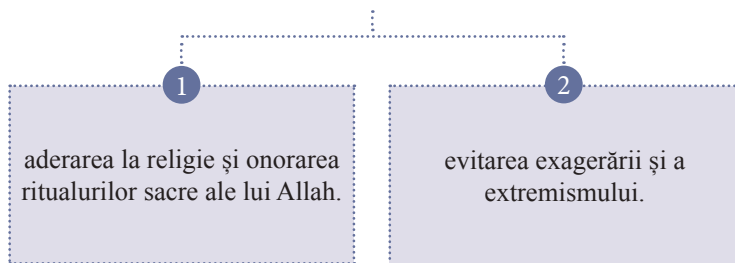 1
aderarea la religie și onorarea
ritualurilor sacre ale lui Allah.
2
evitarea exagerării și a
extremismului.